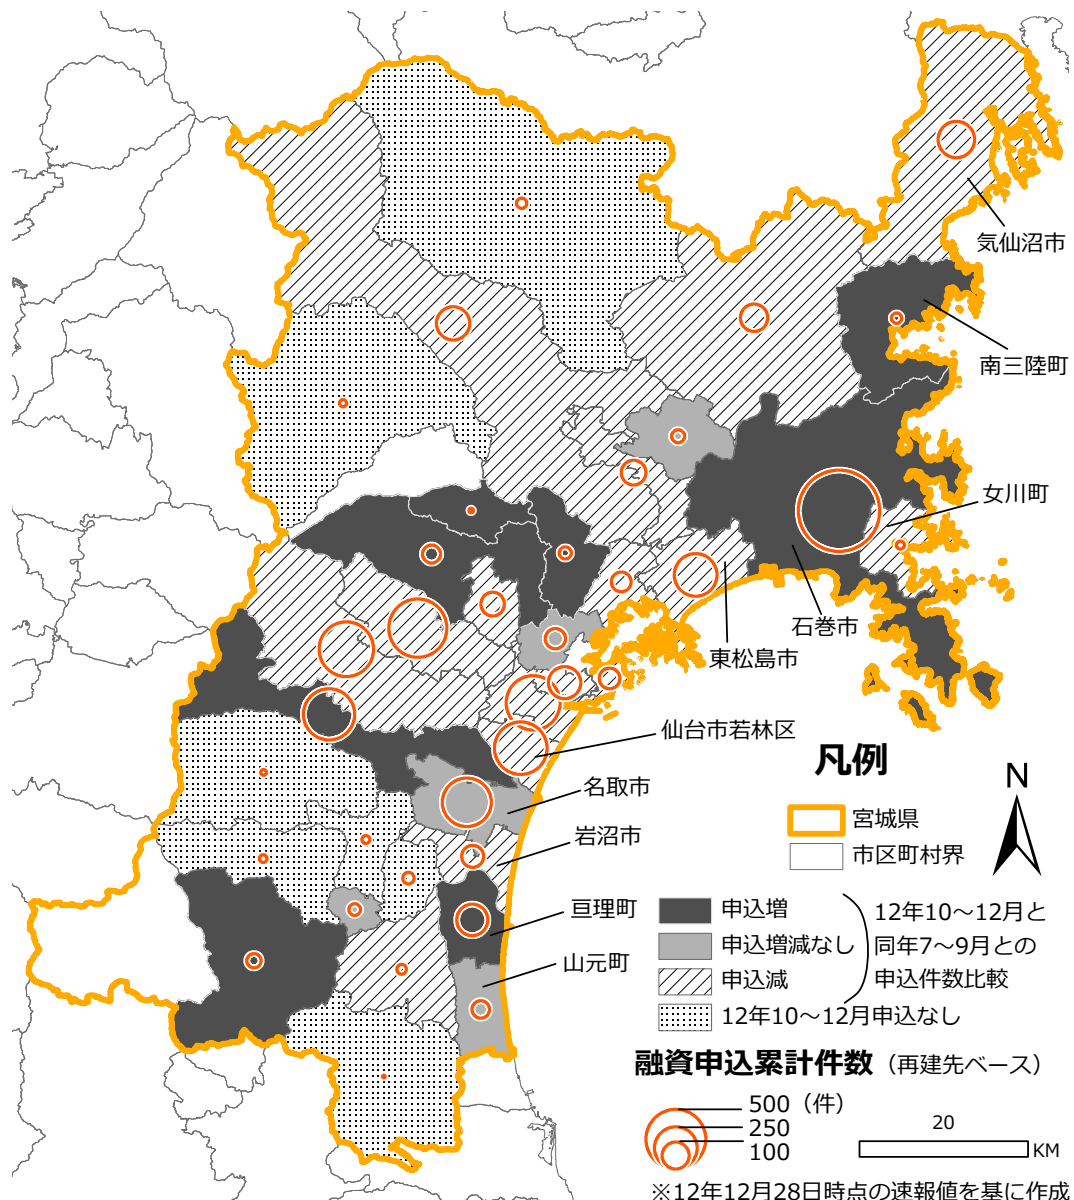 気仙沼市
南三陸町
女川町
石巻市
東松島市
仙台市若林区
名取市
岩沼市
亘理町
山元町
凡例
N
宮城県
市区町村界
申込増
申込増減なし
申込減
12年10～12月申込なし
12年10～12月と
同年7～9月との
申込件数比較
融資申込累計件数（再建先ベース）
500（件）
250
100
20
KM
※12年12月28日時点の速報値を基に作成